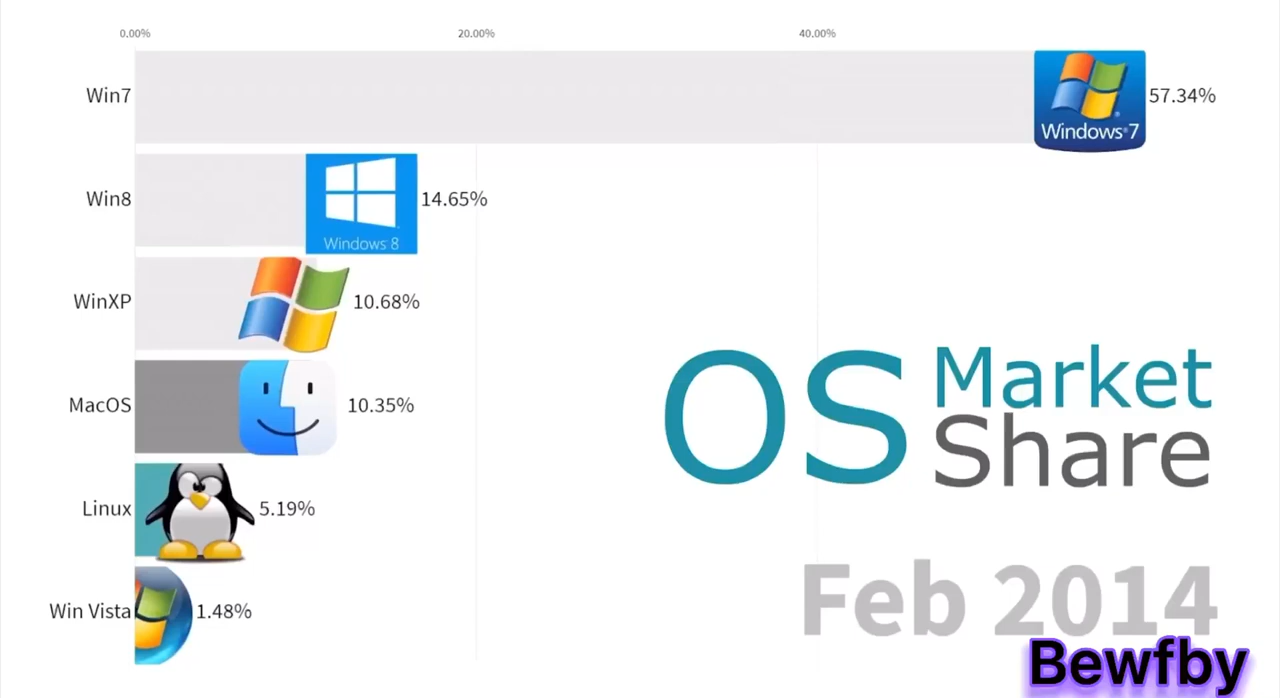 0.00% 20.00% 40.00%
Win7 Windows 7 57.34%
Win8 Windows 8 14.65%
WinXP 10.68%
MacOS 10.35%
Linux 5.19%
Win Vista 1.48%
OS Market
Share
Feb 2014
Bewfby